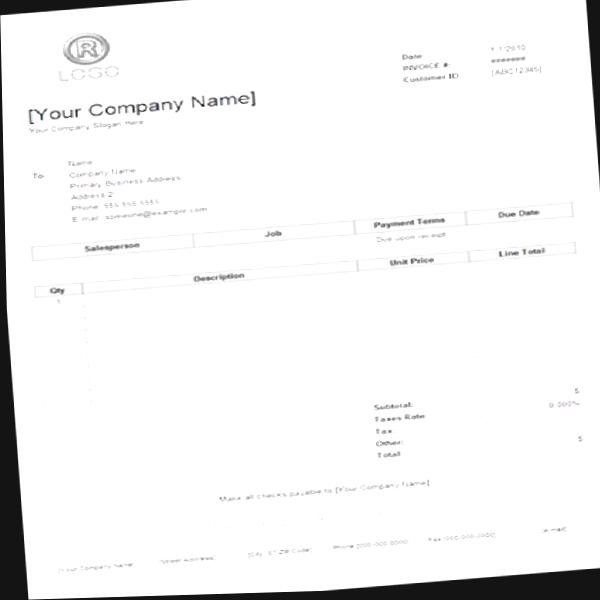 R
LOGO
Date 1.1.2010
INVOICE #: #######
Customer ID [ABC12345]
[Your Company Name]
Your Company Slogan Here
To Name
Company Name
Primary Business Address
Address 2
Phone: 555.555.5555
E-mail: someone@example.com
Salesperson Job Payment Terms Due Date
Due upon receipt
Qty Description Unit Price Line Total
1
Subtotal: $
Taxes Rate 0.000%
Tax
Other:
Total $
Make all checks payable to [Your Company Name]
[Your Company Name] [Street Address] [City, ST ZIP Code] Phone [000-000-0000] Fax [000-000-0000] [e-mail]